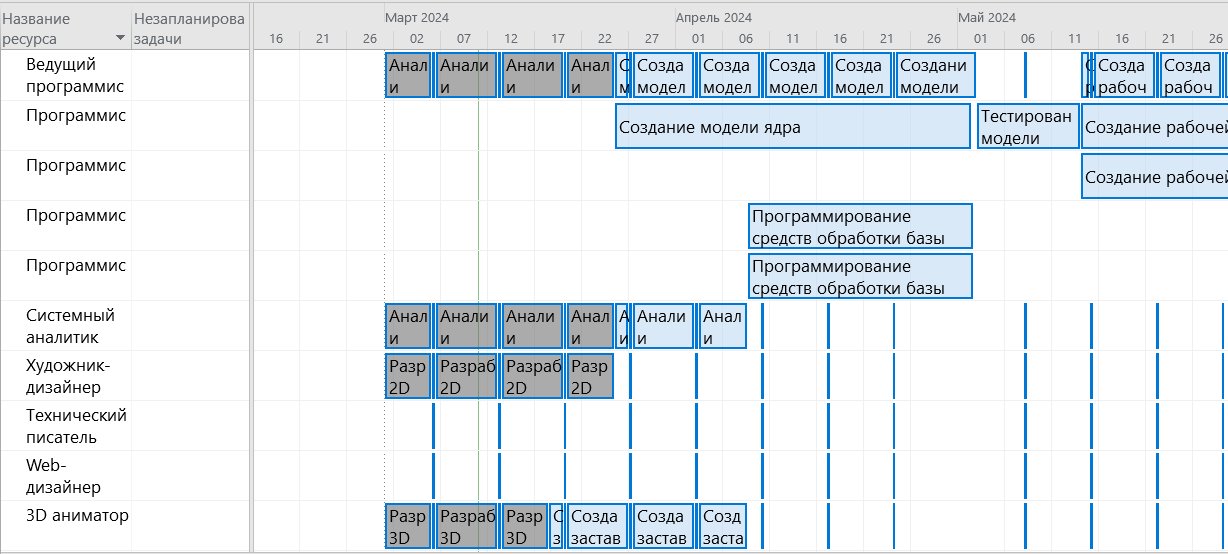 Название
ресурса
Незапланирова
задачи
Март 2024
Апрель 2024
Май 2024
16 21 26 02 07 12 17 22 27 01 06 11 16 21 26 01 06 11 16 21 26
Ведущий
программис
Анал
и
Анали
и
Анали
и
Анал
и
С
м
Созда
модел
Созда
модел
Созда
модел
Созда
модел
Создани
модели
С
р
Созда
рабоч
Созда
рабоч
Программис
Создание модели ядра
Тестирован
модели
Создание рабочей
Программис
Создание рабочей
Программис
Программирование
средств обработки базы
Программис
Программирование
средств обработки базы
Системный
аналитик
Анал
и
Анали
и
Анали
и
Анал
и
А
и
Анали
и
Анал
и
Художник-
дизайнер
Разр
2D
Разраб
2D
Разраб
2D
Разр
2D
Технический
писатель
Web-
дизайнер
3D аниматор
Разр
3D
Разраб
3D
Разр
3D
С
з
Созда
застав
Созда
застав
Созд
заста